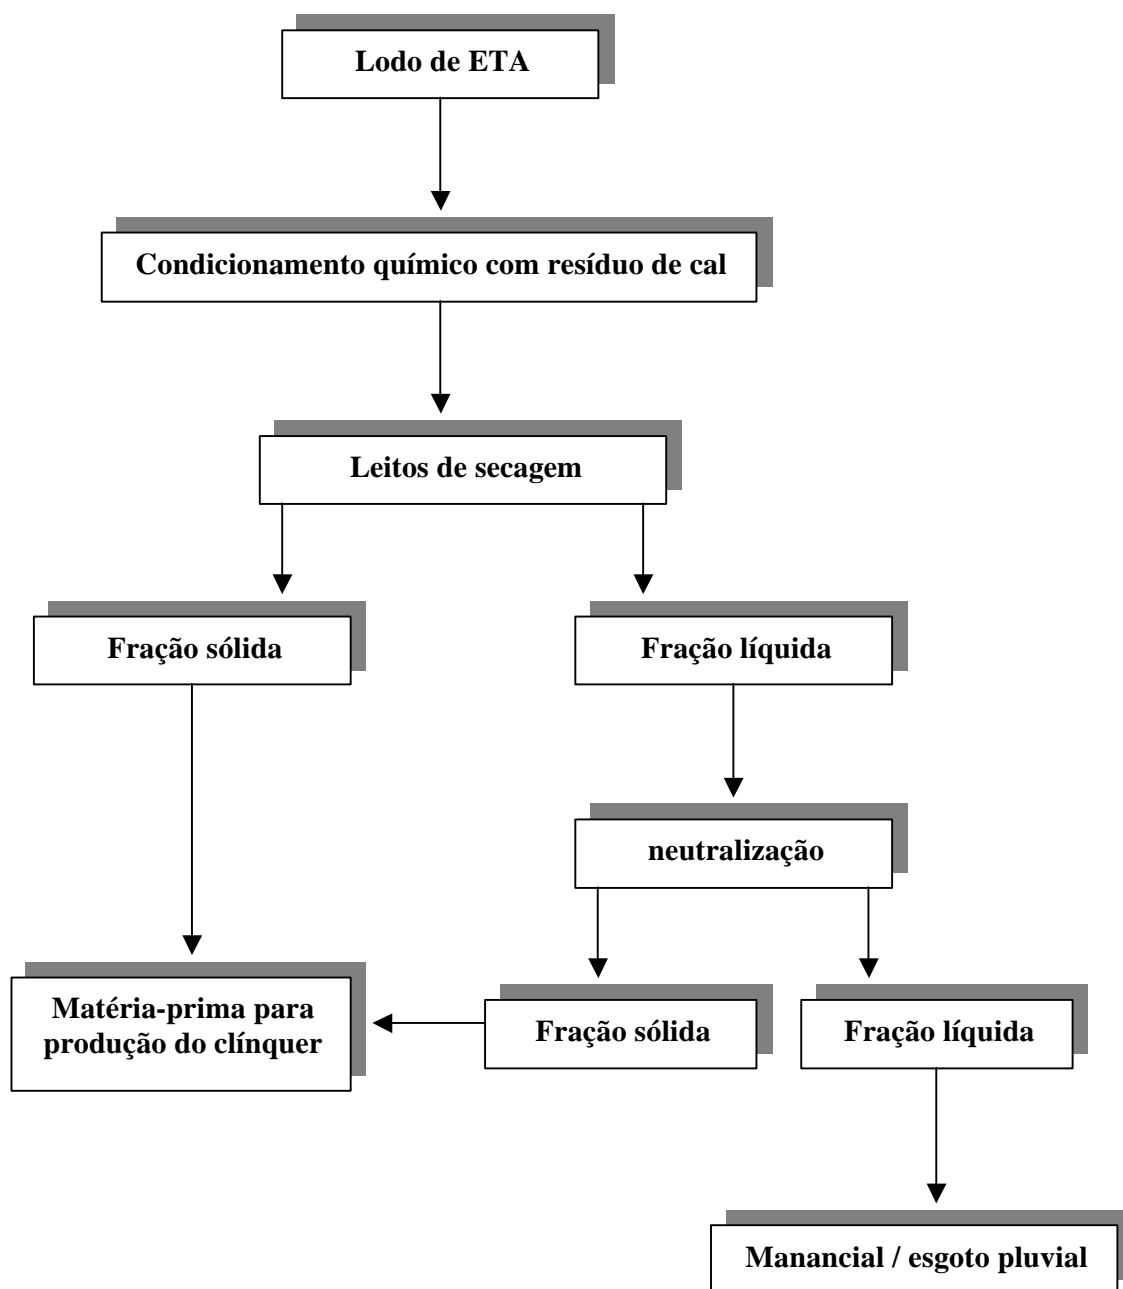 Lodo de ETA
Condicionamento químico com resíduo de cal
Leitos de secagem
Fração sólida
Fração líquida
neutralização
Matéria-prima para
produção do clínquer
Fração sólida
Fração líquida
Manancial / esgoto pluvial